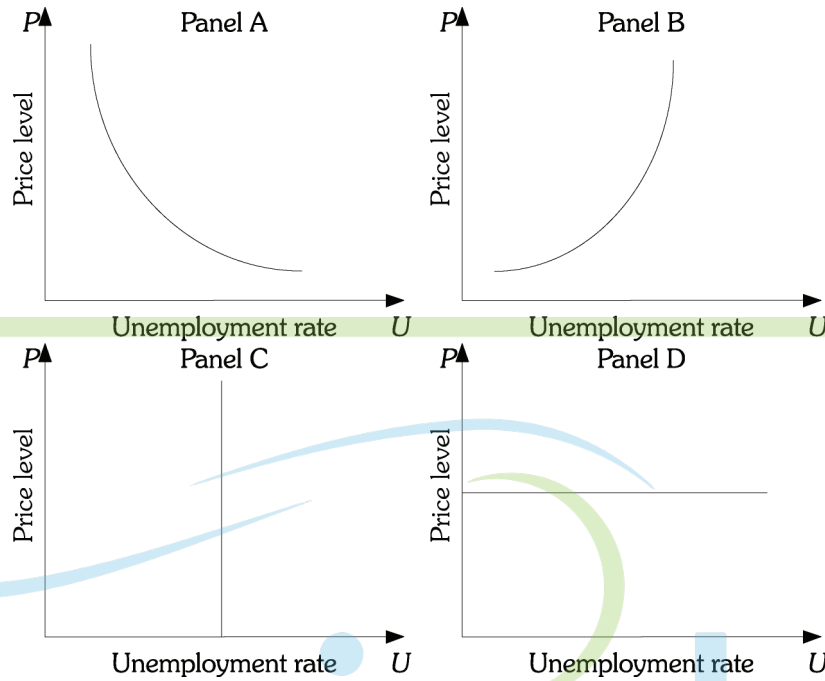 P Panel A
Price level
Unemployment rate U
P Panel B
Price level
Unemployment rate U
P Panel C
Price level
Unemployment rate U
P Panel D
Price level
Unemployment rate U